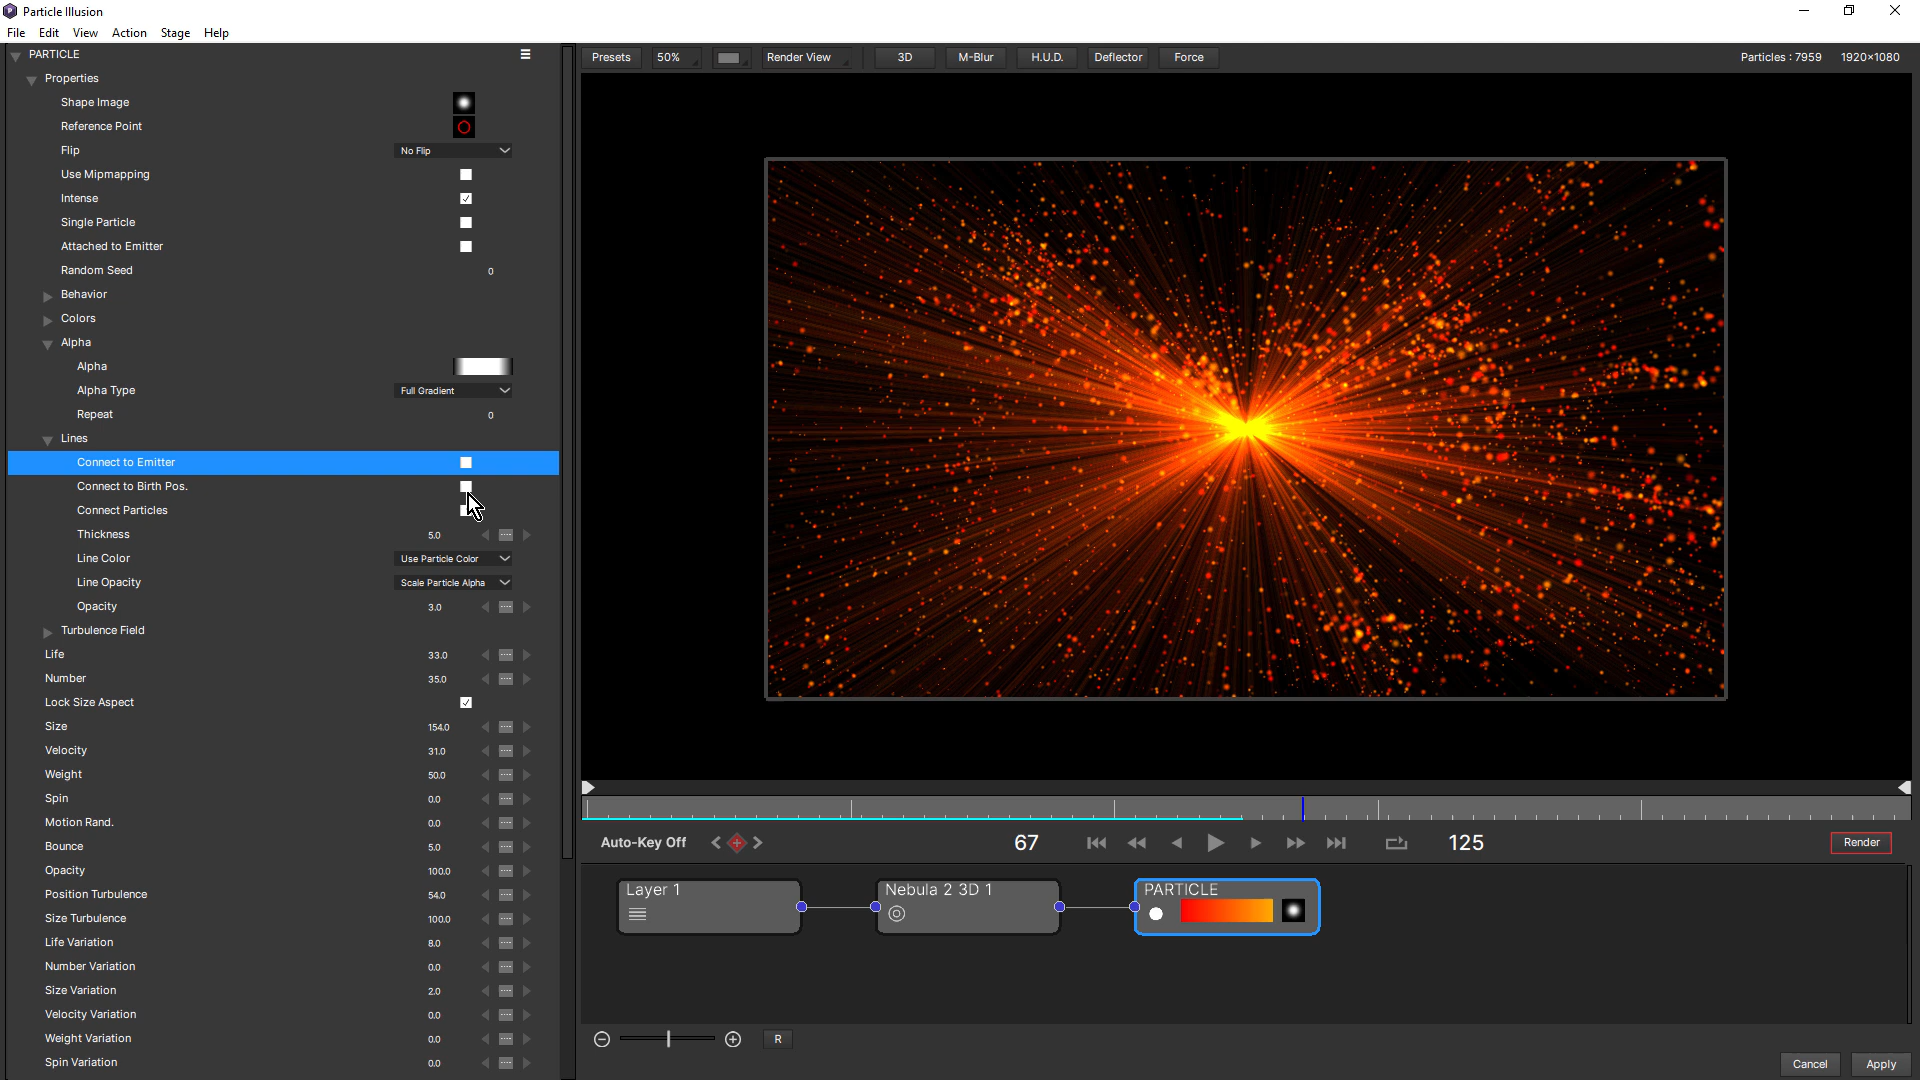 Particle Illusion
File Edit View Action Stage Help
PARTICLE
Properties
Shape Image
Reference Point
Flip No Flip
Use Mipmapping
Intense
Single Particle
Attached to Emitter
Random Seed 0
Behavior
Colors
Alpha
Alpha
Alpha Type Full Gradient
Repeat 0
Lines
Connect to Emitter
Connect to Birth Pos.
Connect Particles
Thickness 5.0
Line Color Use Particle Color
Line Opacity Scale Particle Alpha
Opacity 3.0
Turbulence Field
Life 33.0
Number 35.0
Lock Size Aspect
Size 154.0
Velocity 31.0
Weight 50.0
Spin 0.0
Motion Rand. 0.0
Bounce 5.0
Opacity 100.0
Position Turbulence 54.0
Size Turbulence 100.0
Life Variation 8.0
Number Variation 0.0
Size Variation 2.0
Velocity Variation 0.0
Weight Variation 0.0
Spin Variation 0.0
Presets 50% Render View 3D M-Blur H.U.D. Deflector Force Particles : 7959 1920×1080
Auto-Key Off 67 125 Render
Layer 1 Nebula 2 3D 1 PARTICLE
R
Cancel Apply